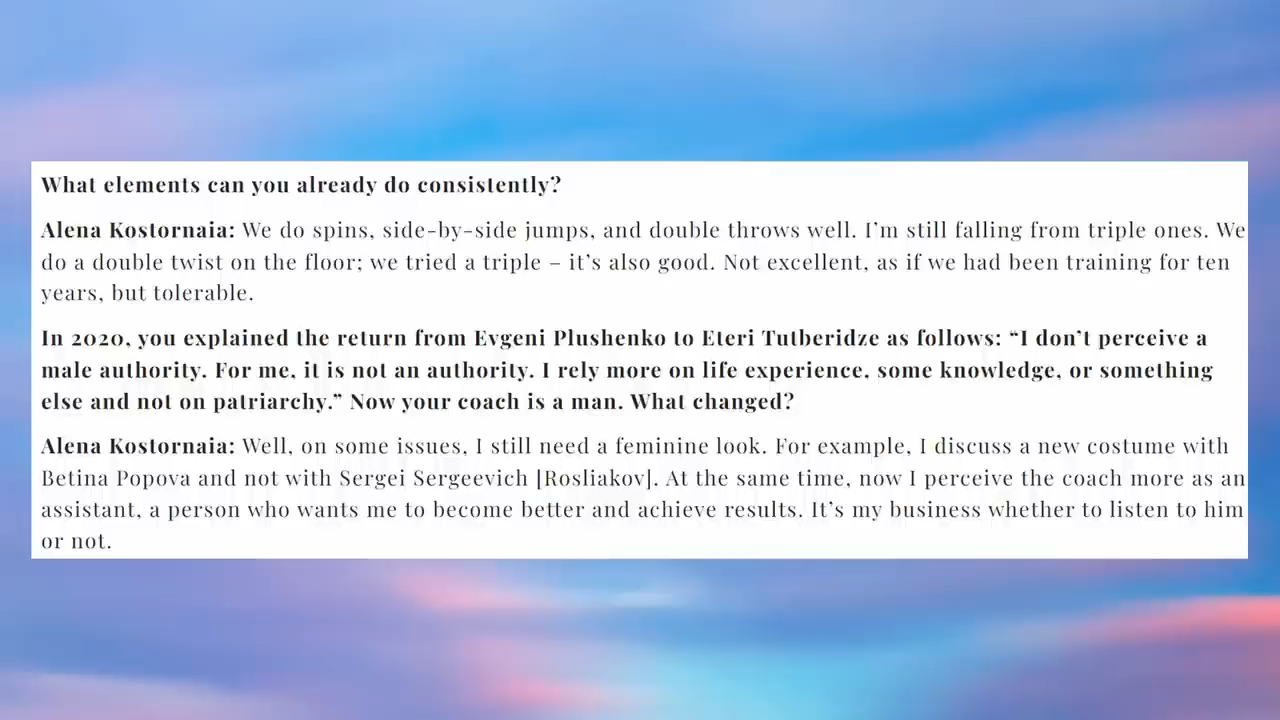 What elements can you already do consistently?
Alena Kostornaia: We do spins, side-by-side jumps, and double throws well. I’m still falling from triple ones. We
do a double twist on the floor; we tried a triple – it’s also good. Not excellent, as if we had been training for ten
years, but tolerable.
In 2020, you explained the return from Evgeni Plushenko to Eteri Tutberidze as follows: “I don’t perceive a
male authority. For me, it is not an authority. I rely more on life experience, some knowledge, or something
else and not on patriarchy.” Now your coach is a man. What changed?
Alena Kostornaia: Well, on some issues, I still need a feminine look. For example, I discuss a new costume with
Betina Popova and not with Sergei Sergeevich [Rosliakov]. At the same time, now I perceive the coach more as an
assistant, a person who wants me to become better and achieve results. It’s my business whether to listen to him
or not.